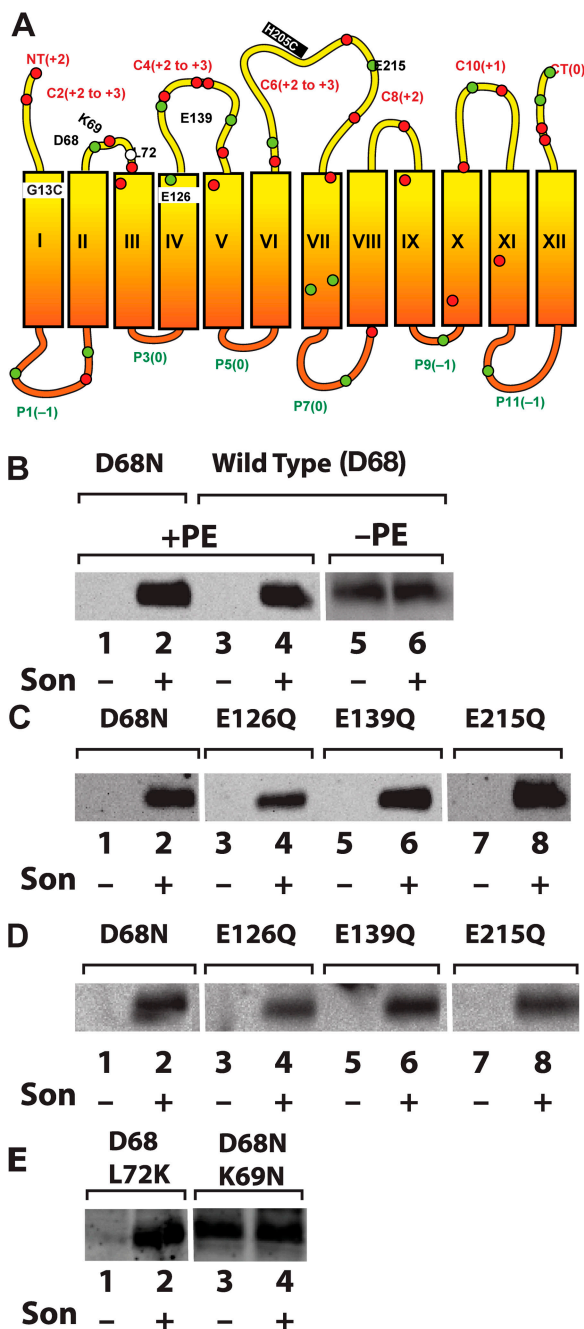 A
H205C
NT(+2)
C4(+2 to +3)
E215
C10(+1)
CT(0)
C2(+2 to +3)
C6(+2 to +3)
C8(+2)
K69
E139
D68
L72
G13C
E126
I II III IV V VI VII VIII IX X XI XII
P3(0) P5(0) P9(–1)
P1(–1) P7(0) P11(–1)
B
D68N Wild Type (D68)
+PE –PE
1 2 3 4 5 6
Son – + – + – +
C
D68N E126Q E139Q E215Q
1 2 3 4 5 6 7 8
Son – + – + – + – +
D
D68N E126Q E139Q E215Q
1 2 3 4 5 6 7 8
Son – + – + – + – +
E
D68 D68N
L72K K69N
1 2 3 4
Son – + – +